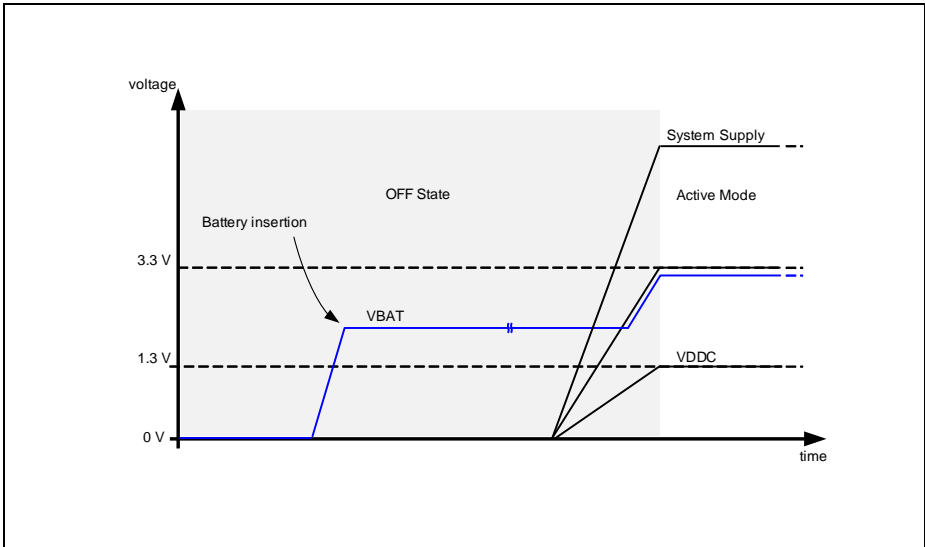 voltage
System Supply
OFF State
Active Mode
Battery insertion
3.3 V
VBAT
1.3 V
VDDC
0 V
time